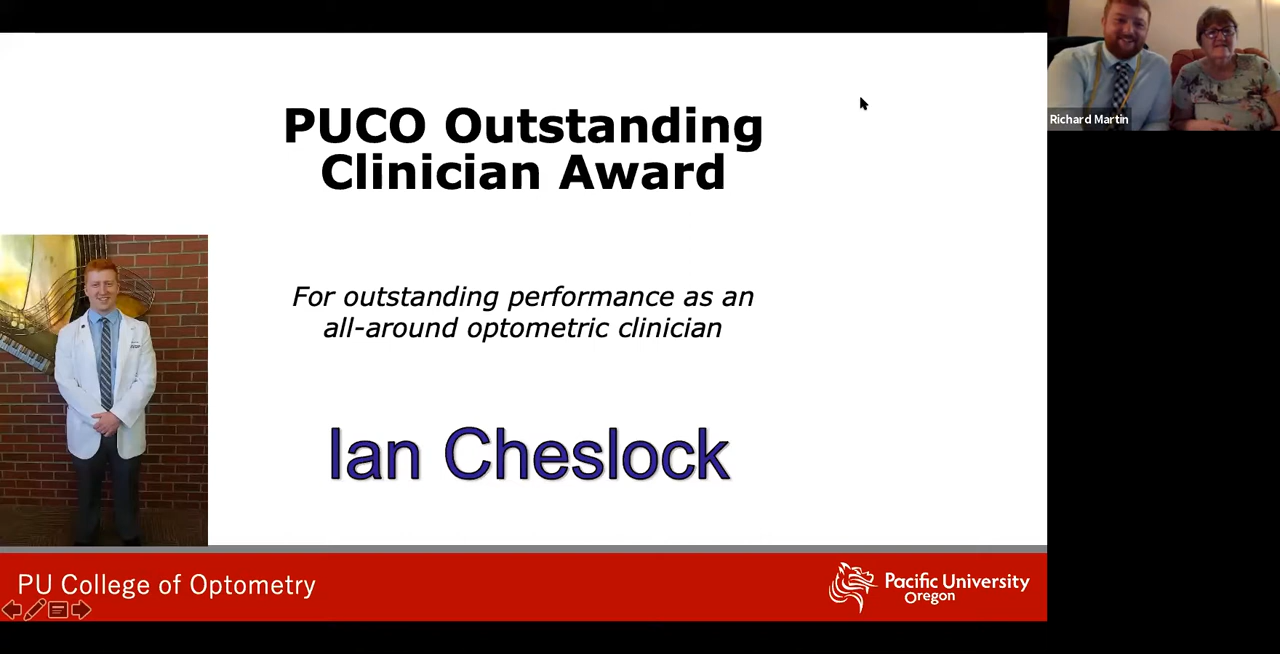 PUCO Outstanding
Clinician Award
Richard Martin
For outstanding performance as an
all-around optometric clinician
Ian Cheslock
PU College of Optometry
Pacific University
Oregon